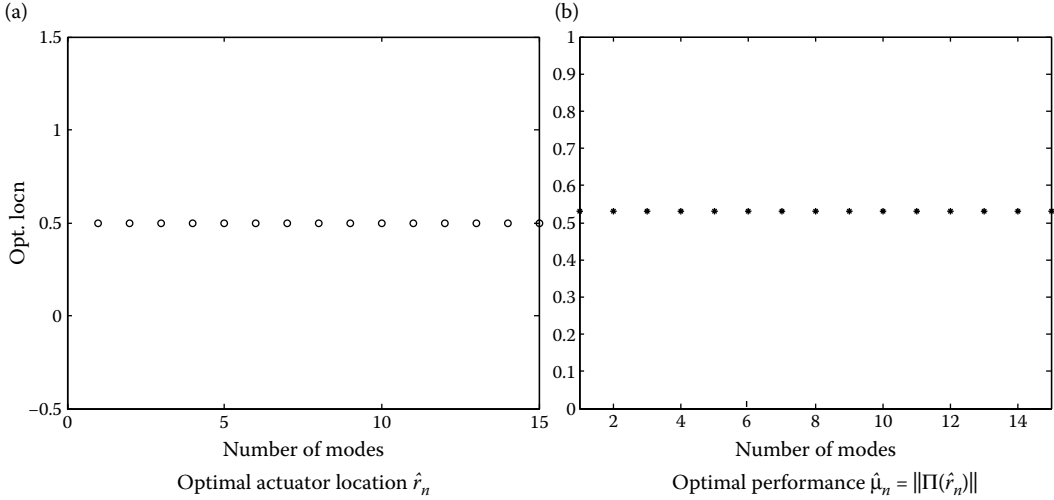 (a)
1.5
1
0.5
0
−0.5
Opt. locn
0 5 10 15
Number of modes
Optimal actuator location r̂ₙ
(b)
1
0.9
0.8
0.7
0.6
0.5
0.4
0.3
0.2
0.1
0
2 4 6 8 10 12 14
Number of modes
Optimal performance μ̂ₙ = ||Π(r̂ₙ)||